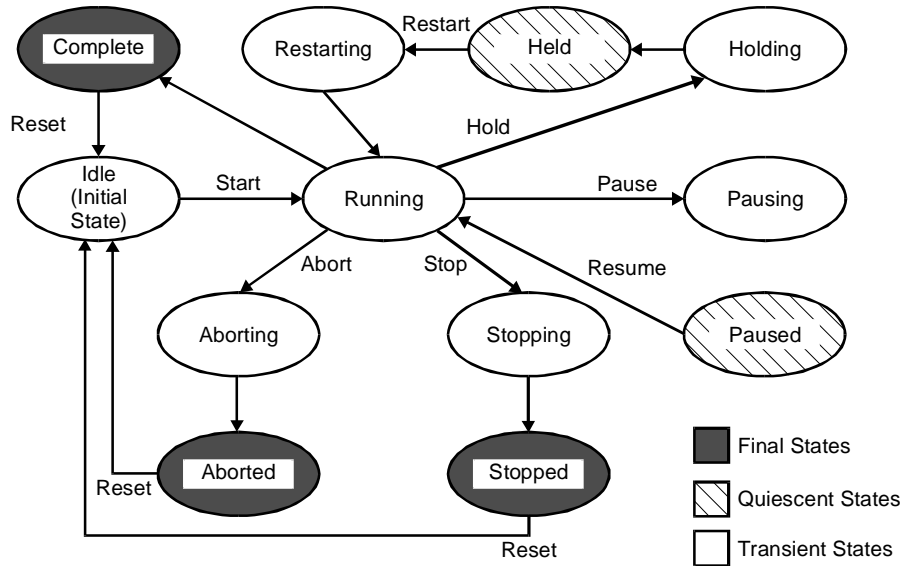 Complete
Restarting
Restart
Held
Holding
Reset
Hold
Idle
(Initial
State)
Start
Running
Pause
Pausing
Abort
Stop
Resume
Aborting
Stopping
Paused
Aborted
Stopped
Reset
Reset
Final States
Quiescent States
Transient States